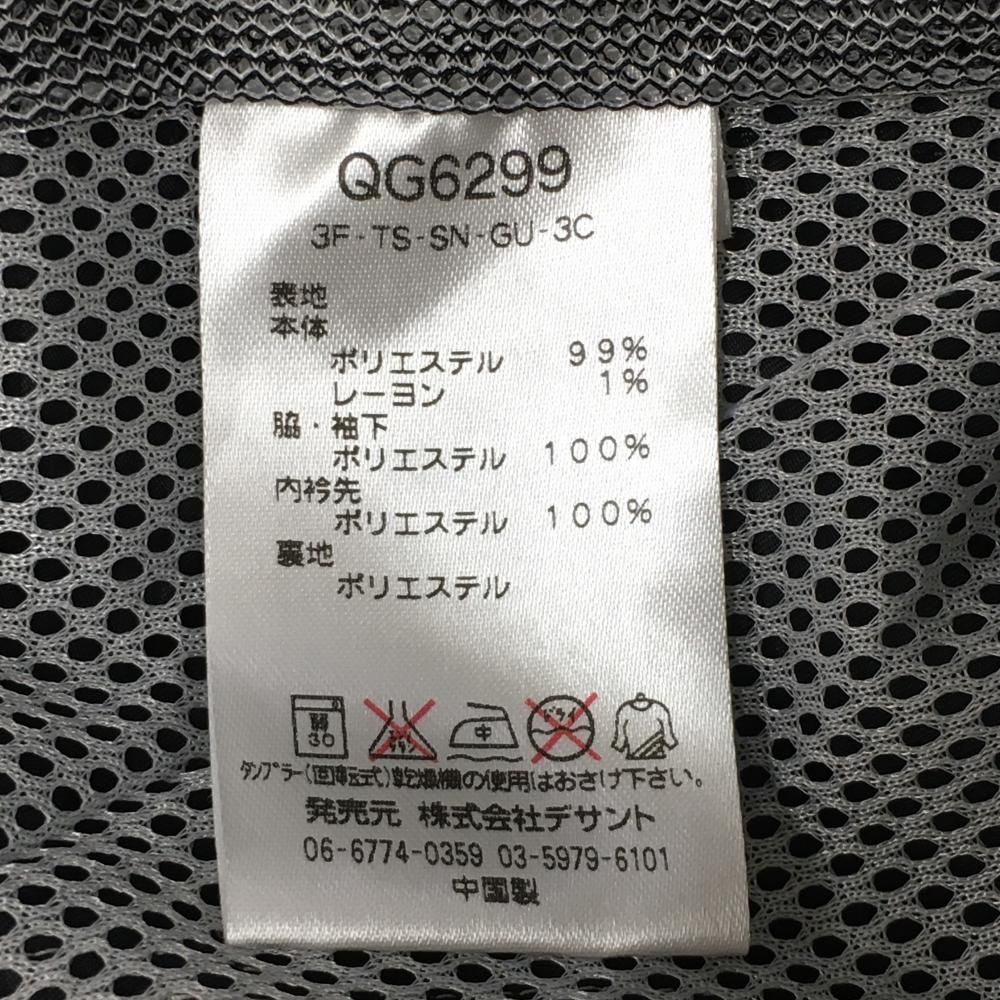 QG6299
3F-TS-SN-GU-3C
表地
本体
ポリエステル 99%
レーヨン 1%
脇・袖下
ポリエステル 100%
内衿先
ポリエステル 100%
裏地
ポリエステル
30 中 ドライ
タンブラー(回転式)乾燥機の使用はおさけ下さい。
発売元 株式会社デサント
06-6774-0359 03-5979-6101
中国製